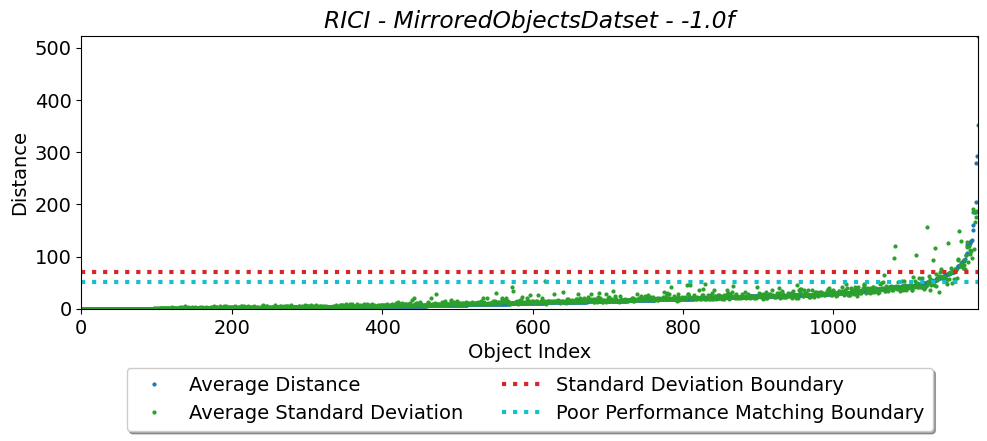 RICI - MirroredObjectsDatset - -1.0f
500
400
300
200
100
0
Distance
0 200 400 600 800 1000
Object Index
Average Distance
Average Standard Deviation
Standard Deviation Boundary
Poor Performance Matching Boundary